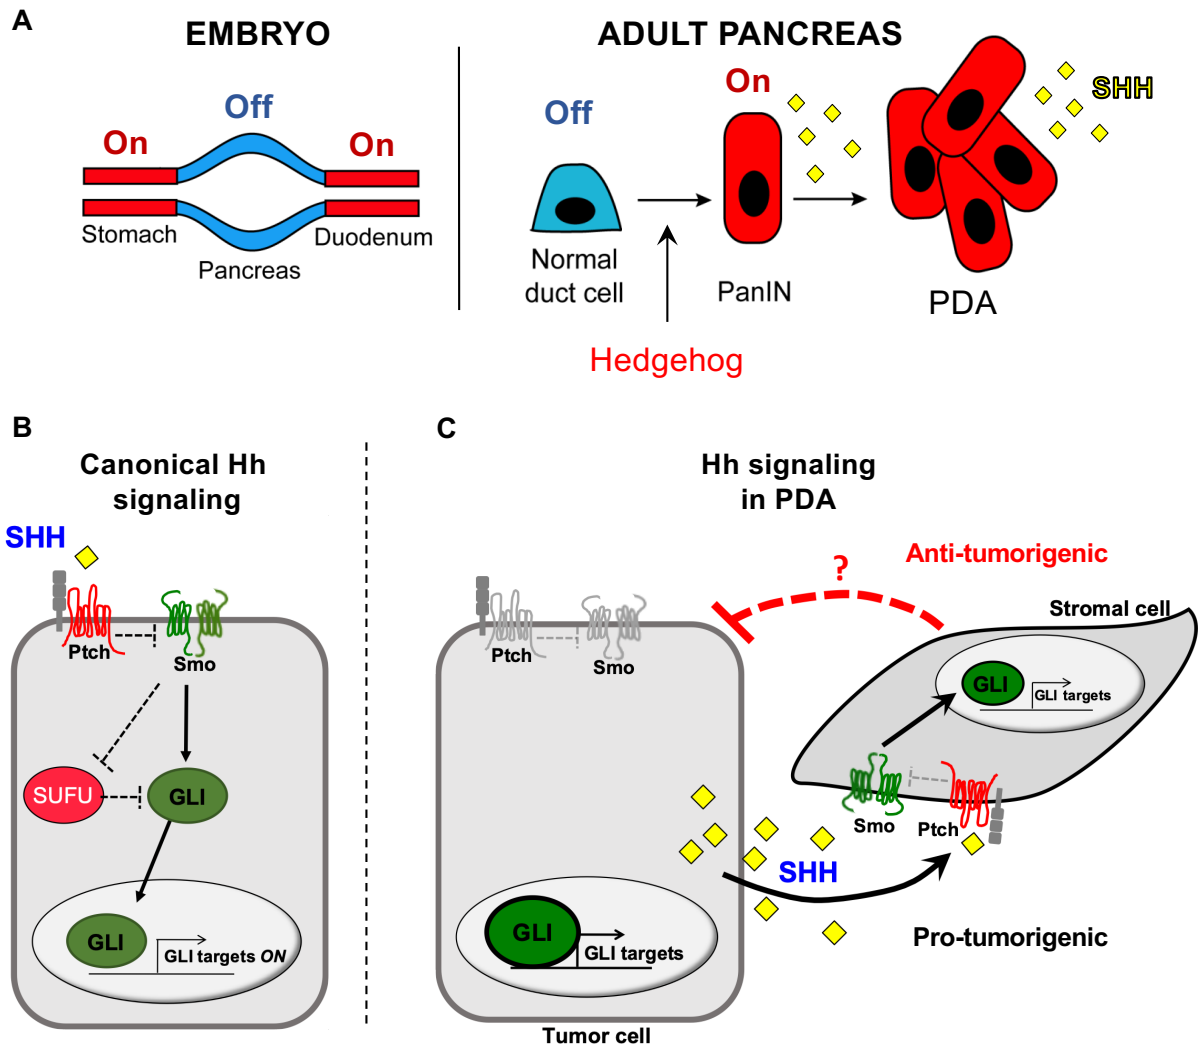 A
EMBRYO
Off
On
On
Stomach
Duodenum
Pancreas
ADULT PANCREAS
On
SHH
Off
Normal
duct cell
PanIN
PDA
Hedgehog
B
Canonical Hh
signaling
SHH
Ptch
Smo
SUFU
GLI
GLI
GLI targets ON
C
Hh signaling
in PDA
?
Anti-tumorigenic
Stromal cell
Ptch
Smo
GLI
GLI targets
Smo
Ptch
SHH
GLI
GLI targets
Pro-tumorigenic
Tumor cell